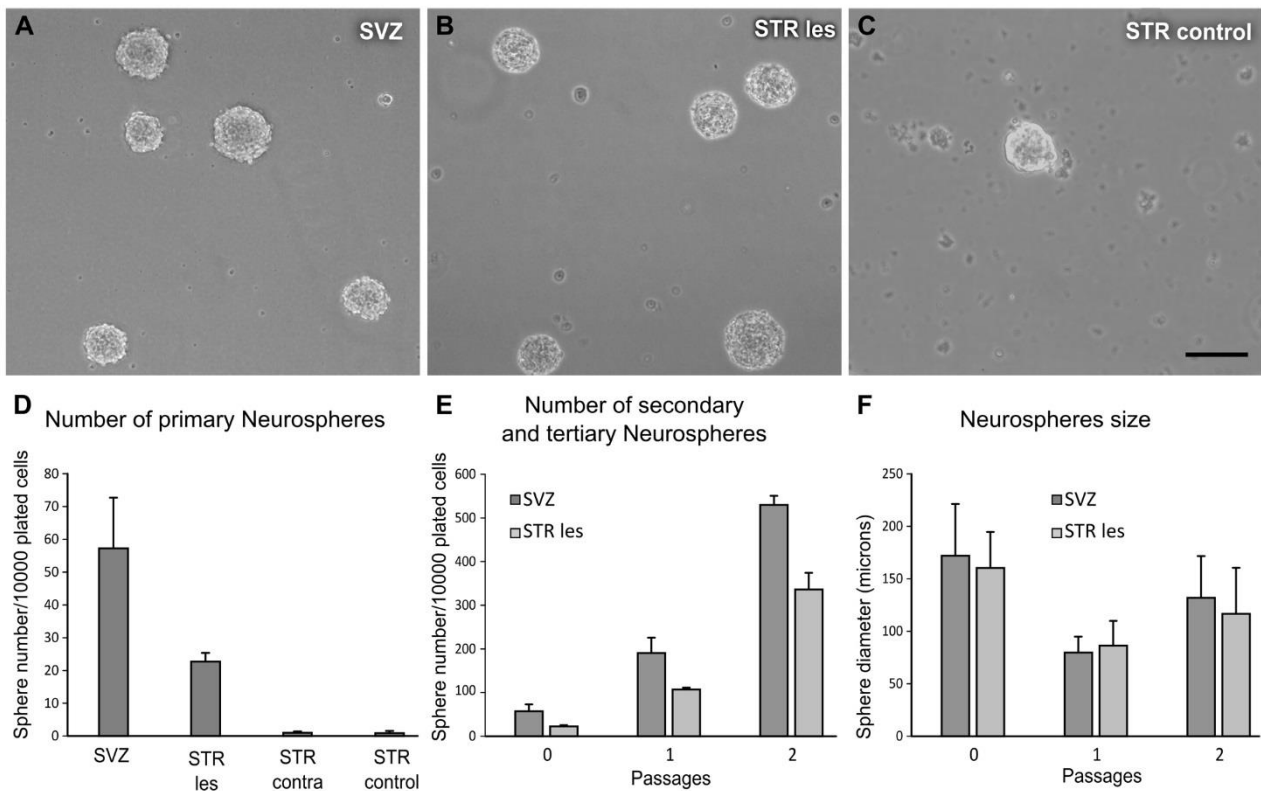 A
SVZ
B
STR les
C
STR control
D
Number of primary Neurospheres
Sphere number/10000 plated cells
80
70
60
50
40
30
20
10
0
SVZ
STR
les
STR
contra
STR
control
E
Number of secondary
and tertiary Neurospheres
Sphere number/10000 plated cells
600
500
400
300
200
100
0
SVZ
STR les
0
1
2
Passages
F
Neurospheres size
Sphere diameter (microns)
250
200
150
100
50
0
SVZ
STR les
0
1
2
Passages